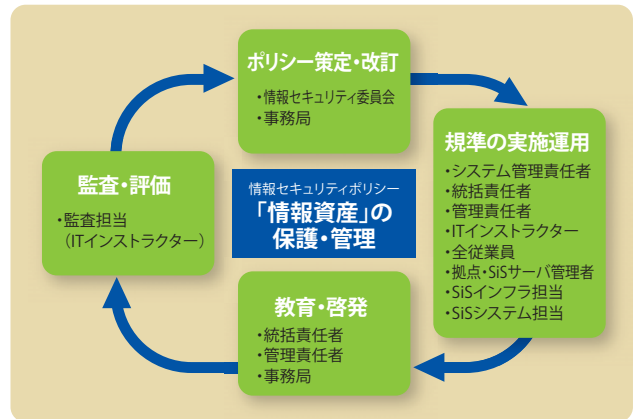 ポリシー策定・改訂
・情報セキュリティ委員会
・事務局
規準の実施運用
・システム管理責任者
・統括責任者
・管理責任者
・ITインストラクター
・全従業員
・拠点・SiSサーバ管理者
・SiSインフラ担当
・SiSシステム担当
教育・啓発
・統括責任者
・管理責任者
・事務局
監査・評価
・監査担当
（ITインストラクター）
情報セキュリティポリシー
「情報資産」の
保護・管理